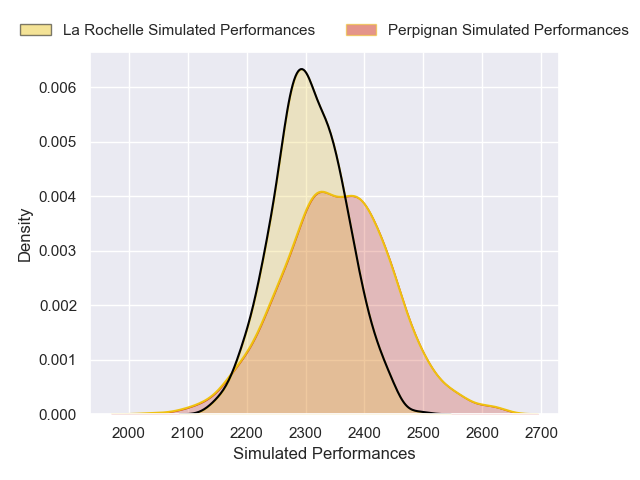 La Rochelle Simulated Performances
Perpignan Simulated Performances
0.006
0.005
0.004
0.003
0.002
0.001
0.000
Density
2000 2100 2200 2300 2400 2500 2600 2700
Simulated Performances